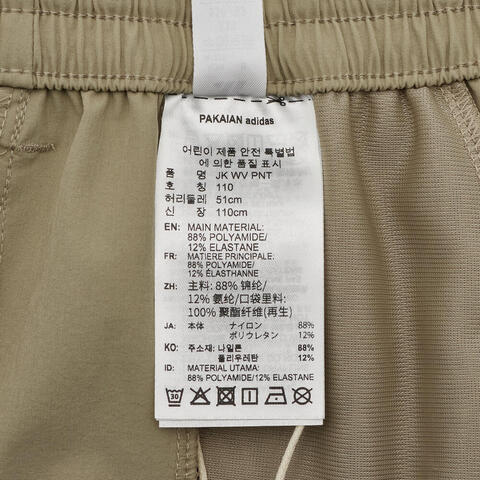 PAKAIAN adidas
어린이 제품 안전 특별법
에 의한 품질 표시
품 명 JK WV PNT
호 칭 110
허리둘레 51cm
신 장 110cm
EN: MAIN MATERIAL:
88% POLYAMIDE/
12% ELASTANE
FR: MATIERE PRINCIPALE:
88% POLYAMIDE/
12% ÉLASTHANNE
ZH: 主料: 88% 锦纶/
12% 氨纶/口袋里料:
100% 聚酯纤维(再生)
JA: 本体 ナイロン 88%
ポリウレタン 12%
KO: 주소재: 나일론 88%
폴리우레탄 12%
ID: MATERIAL UTAMA:
88% POLYAMIDE/12% ELASTANE
30